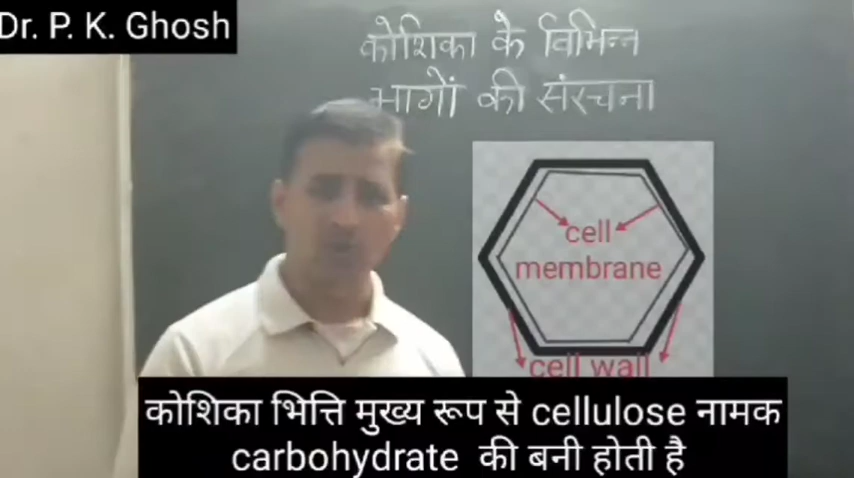 Dr. P. K. Ghosh
कोशिका के विभिन्न
भागों की संरचना
cell
membrane
cell wall
कोशिका भित्ति मुख्य रूप से cellulose नामक
carbohydrate की बनी होती है